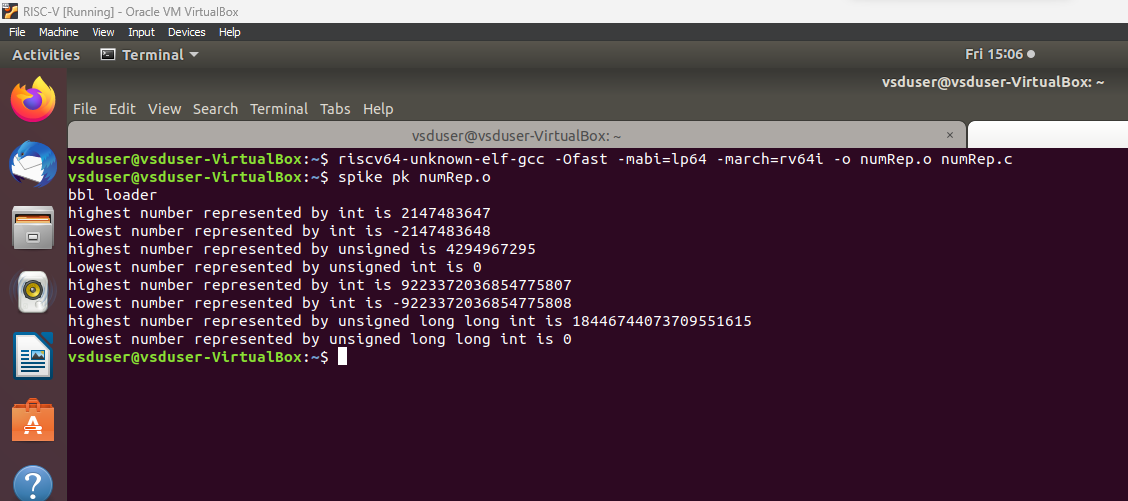 RISC-V [Running] - Oracle VM VirtualBox
File Machine View Input Devices Help
Activities Terminal Fri 15:06
vsduser@vsduser-VirtualBox: ~
File Edit View Search Terminal Tabs Help
vsduser@vsduser-VirtualBox: ~ ×
vsduser@vsduser-VirtualBox:~$ riscv64-unknown-elf-gcc -Ofast -mabi=lp64 -march=rv64i -o numRep.o numRep.c
vsduser@vsduser-VirtualBox:~$ spike pk numRep.o
bbl loader
highest number represented by int is 2147483647
Lowest number represented by int is -2147483648
highest number represented by unsigned is 4294967295
Lowest number represented by unsigned int is 0
highest number represented by int is 9223372036854775807
Lowest number represented by int is -9223372036854775808
highest number represented by unsigned long long int is 18446744073709551615
Lowest number represented by unsigned long long int is 0
vsduser@vsduser-VirtualBox:~$